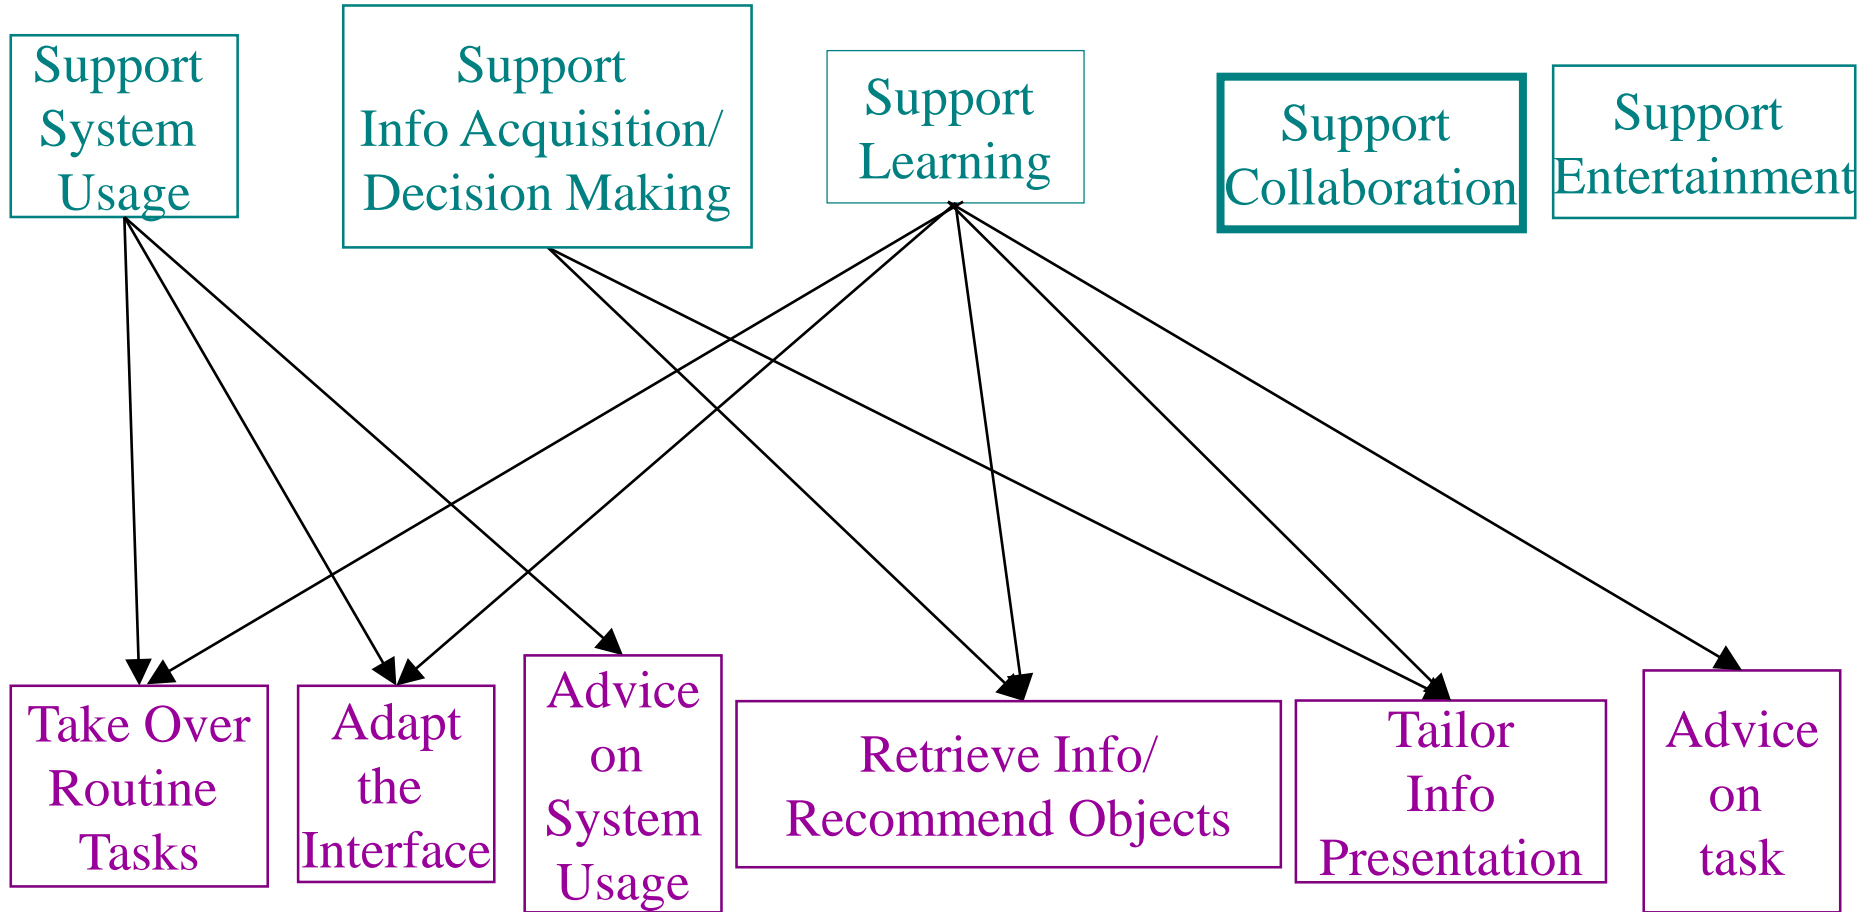 Support
System
Usage
Support
Info Acquisition/
Decision Making
Support
Learning
Support
Collaboration
Support
Entertainment
Take Over
Routine
Tasks
Adapt
the
Interface
Advice
on
System
Usage
Retrieve Info/
Recommend Objects
Tailor
Info
Presentation
Advice
on
task